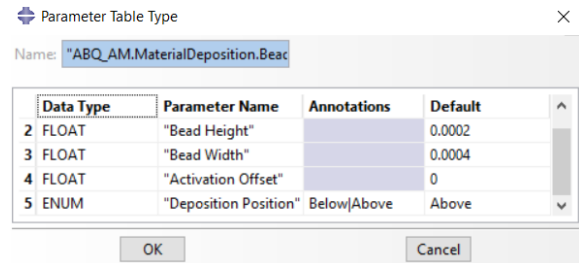 Parameter Table Type
Name: "ABQ_AM.MaterialDeposition.Beac
Data Type Parameter Name Annotations Default
2 FLOAT "Bead Height" 0.0002
3 FLOAT "Bead Width" 0.0004
4 FLOAT "Activation Offset" 0
5 ENUM "Deposition Position" Below|Above Above
OK Cancel